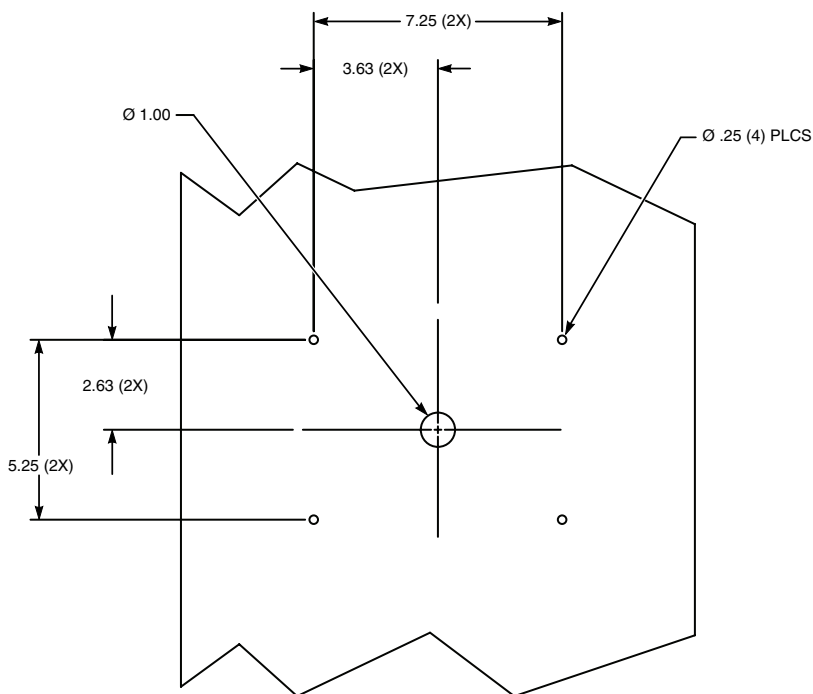 7.25 (2X)
3.63 (2X)
Ø 1.00
Ø .25 (4) PLCS
2.63 (2X)
5.25 (2X)